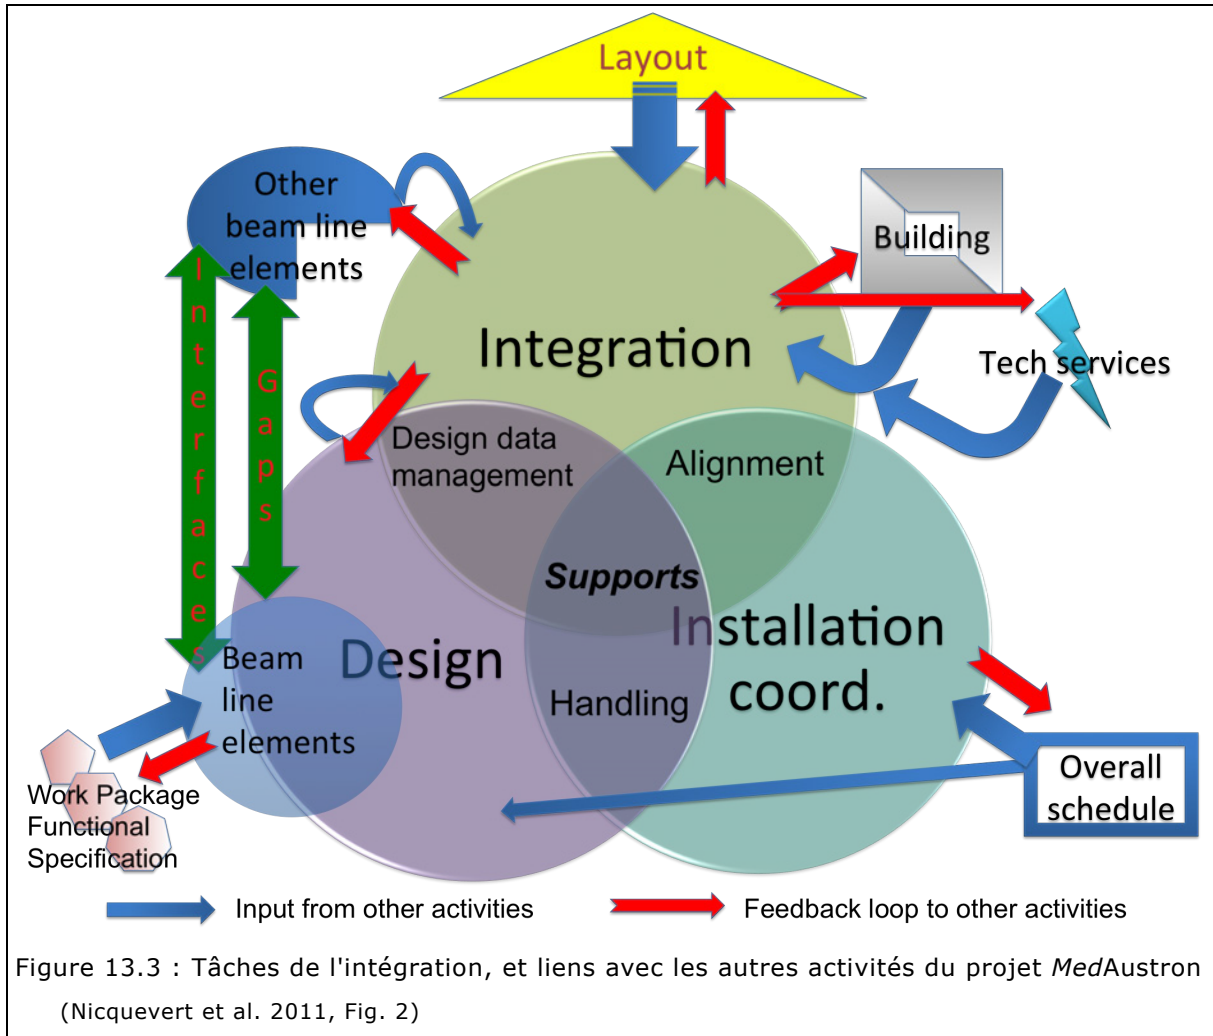 Layout
Other
beam line
elements
Building
Integration
Tech services
Interfaces
Gaps
Design data
management
Alignment
Supports
Installation
coord.
Design
Beam
line
elements
Handling
Work Package
Functional
Specification
Overall
schedule
Input from other activities
Feedback loop to other activities
Figure 13.3 : Tâches de l'intégration, et liens avec les autres activités du projet MedAustron
(Nicquevert et al. 2011, Fig. 2)